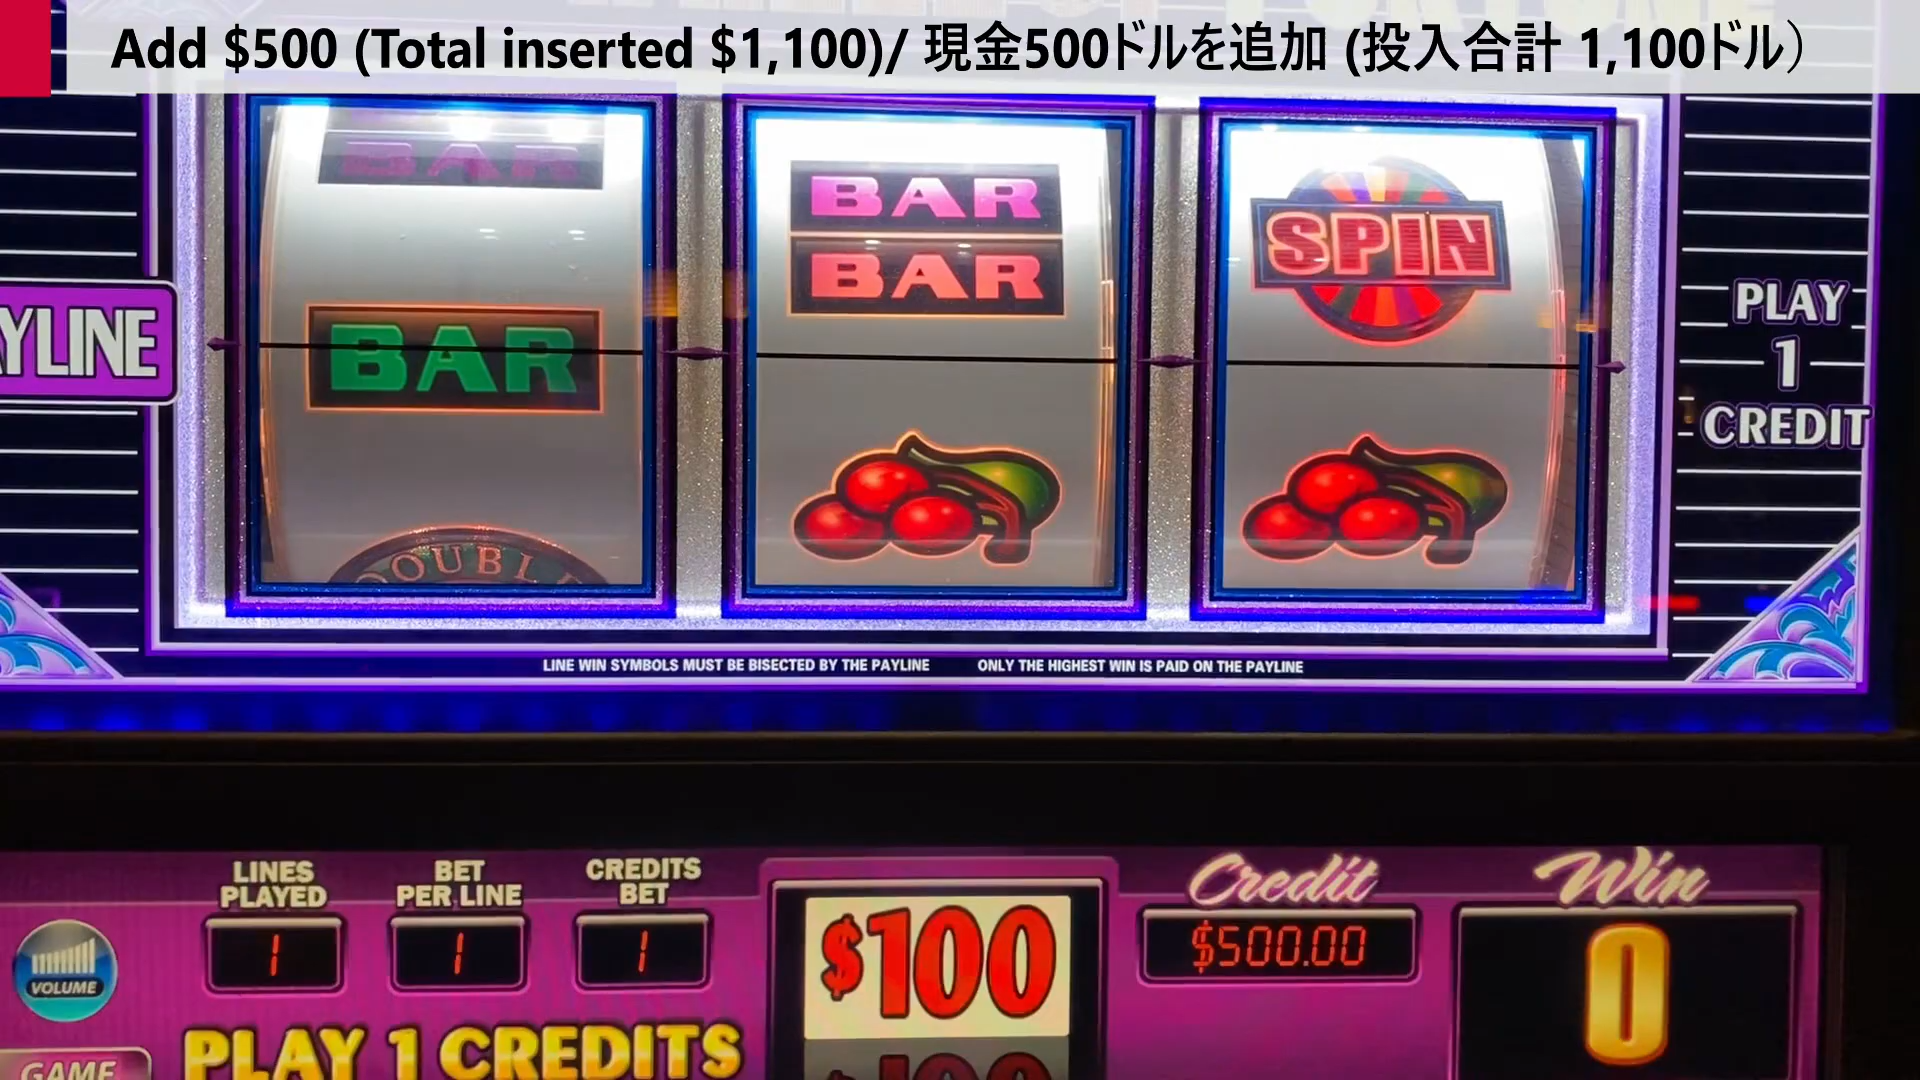 Add $500 (Total inserted $1,100)/ 現金500ドルを追加 (投入合計 1,100ドル）
BAR
BAR
BAR
SPIN
YLINE
BAR
PLAY
1
CREDIT
DOUBLE
LINE WIN SYMBOLS MUST BE BISECTED BY THE PAYLINE ONLY THE HIGHEST WIN IS PAID ON THE PAYLINE
LINES
PLAYED
1
BET
PER LINE
1
CREDITS
BET
1
$100
Credit
$500.00
Win
0
VOLUME
GAME
PLAY 1 CREDITS